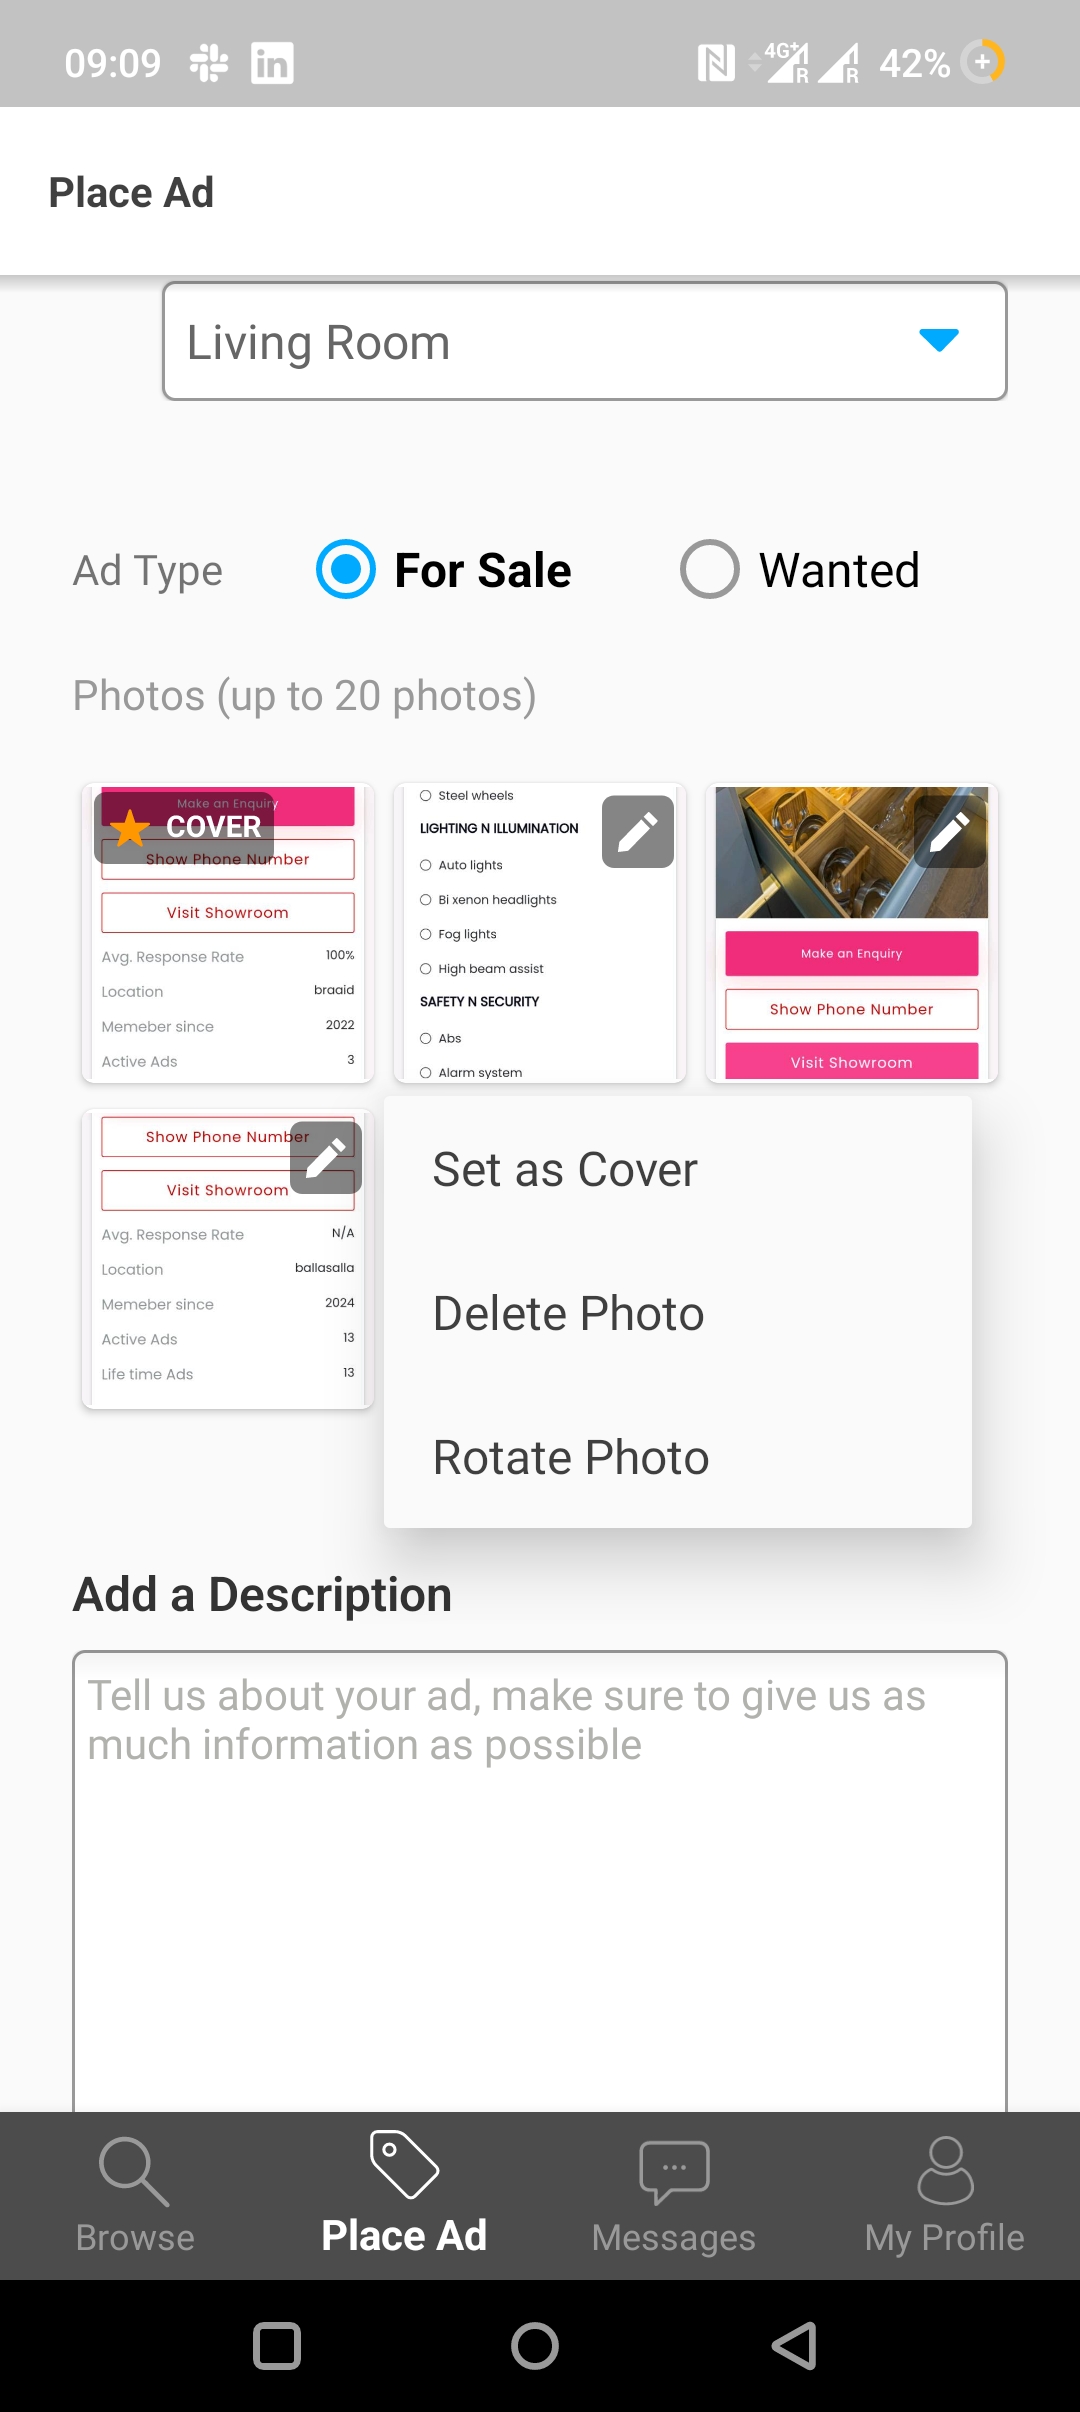 09:09
4G+
R
R
42%
Place Ad
Living Room
Ad Type
For Sale
Wanted
Photos (up to 20 photos)
Make an Enquiry
COVER
Show Phone Number
Visit Showroom
Avg. Response Rate 100%
Location braaid
Memeber since 2022
Active Ads 3
Steel wheels
LIGHTING N ILLUMINATION
Auto lights
Bi xenon headlights
Fog lights
High beam assist
SAFETY N SECURITY
Abs
Alarm system
Make an Enquiry
Show Phone Number
Visit Showroom
Show Phone Number
Visit Showroom
Avg. Response Rate N/A
Location ballasalla
Memeber since 2024
Active Ads 13
Life time Ads 13
Set as Cover
Delete Photo
Rotate Photo
Add a Description
Tell us about your ad, make sure to give us as
much information as possible
Browse
Place Ad
Messages
My Profile